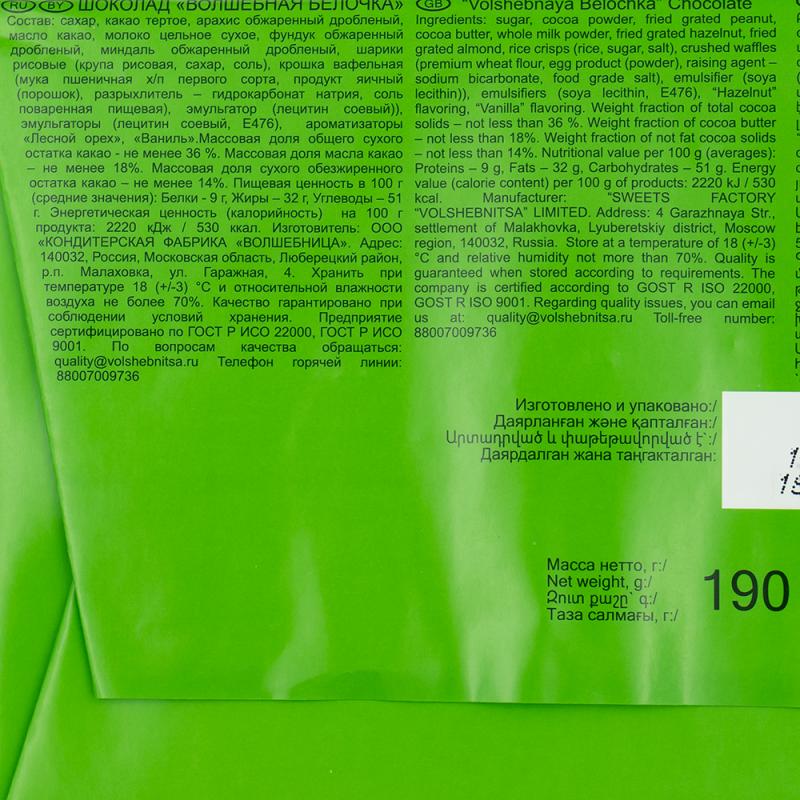 RU BY ШОКОЛАД «ВОЛШЕБНАЯ БЕЛОЧКА»
Состав: сахар, какао тертое, арахис обжаренный дробленый,
масло какао, молоко цельное сухое, фундук обжаренный
дробленый, миндаль обжаренный дробленый, шарики
рисовые (крупа рисовая, сахар, соль), крошка вафельная
(мука пшеничная х/п первого сорта, продукт яичный
(порошок), разрыхлитель – гидрокарбонат натрия, соль
поваренная пищевая), эмульгатор (лецитин соевый)),
эмульгаторы (лецитин соевый, Е476), ароматизаторы
«Лесной орех», «Ваниль».Массовая доля общего сухого
остатка какао - не менее 36 %. Массовая доля масла какао
– не менее 18%. Массовая доля сухого обезжиренного
остатка какао – не менее 14%. Пищевая ценность в 100 г
(средние значения): Белки - 9 г, Жиры – 32 г, Углеводы – 51
г. Энергетическая ценность (калорийность) на 100 г
продукта: 2220 кДж / 530 ккал. Изготовитель: ООО
«КОНДИТЕРСКАЯ ФАБРИКА «ВОЛШЕБНИЦА». Адрес:
140032, Россия, Московская область, Люберецкий район,
р.п. Малаховка, ул. Гаражная, 4. Хранить при
температуре 18 (+/-3) °С и относительной влажности
воздуха не более 70%. Качество гарантировано при
соблюдении условий хранения. Предприятие
сертифицировано по ГОСТ Р ИСО 22000, ГОСТ Р ИСО
9001. По вопросам качества обращаться:
quality@volshebnitsa.ru Телефон горячей линии:
88007009736
GB "Volshebnaya Belochka" Chocolate
Ingredients: sugar, cocoa powder, fried grated peanut,
cocoa butter, whole milk powder, fried grated hazelnut, fried
grated almond, rice crisps (rice, sugar, salt), crushed waffles
(premium wheat flour, egg product (powder), raising agent –
sodium bicarbonate, food grade salt), emulsifier (soya
lecithin)), emulsifiers (soya lecithin, E476), “Hazelnut”
flavoring, “Vanilla” flavoring. Weight fraction of total cocoa
solids – not less than 36 %. Weight fraction of cocoa butter
– not less than 18%. Weight fraction of not fat cocoa solids
– not less than 14%. Nutritional value per 100 g (averages):
Proteins – 9 g, Fats – 32 g, Carbohydrates – 51 g. Energy
value (calorie content) per 100 g of products: 2220 kJ / 530
kcal. Manufacturer: “SWEETS FACTORY
“VOLSHEBNITSA” LIMITED. Address: 4 Garazhnaya Str.,
settlement of Malakhovka, Lyuberetskiy district, Moscow
region, 140032, Russia. Store at a temperature of 18 (+/-3)
°C and relative humidity not more than 70%. Quality is
guaranteed when stored according to requirements. The
company is certified according to GOST R ISO 22000,
GOST R ISO 9001. Regarding quality issues, you can email
us at: quality@volshebnitsa.ru Toll-free number:
88007009736
Изготовлено и упаковано:/
Даярланған және қапталған:/
Արտադրված և փաթեթավորված է՝:/
Даярдалган жана таңгакталган:
Масса нетто, г:/
Net weight, g:/
Զուտ քաշը՝ գ:/
Таза салмағы, г:/
190